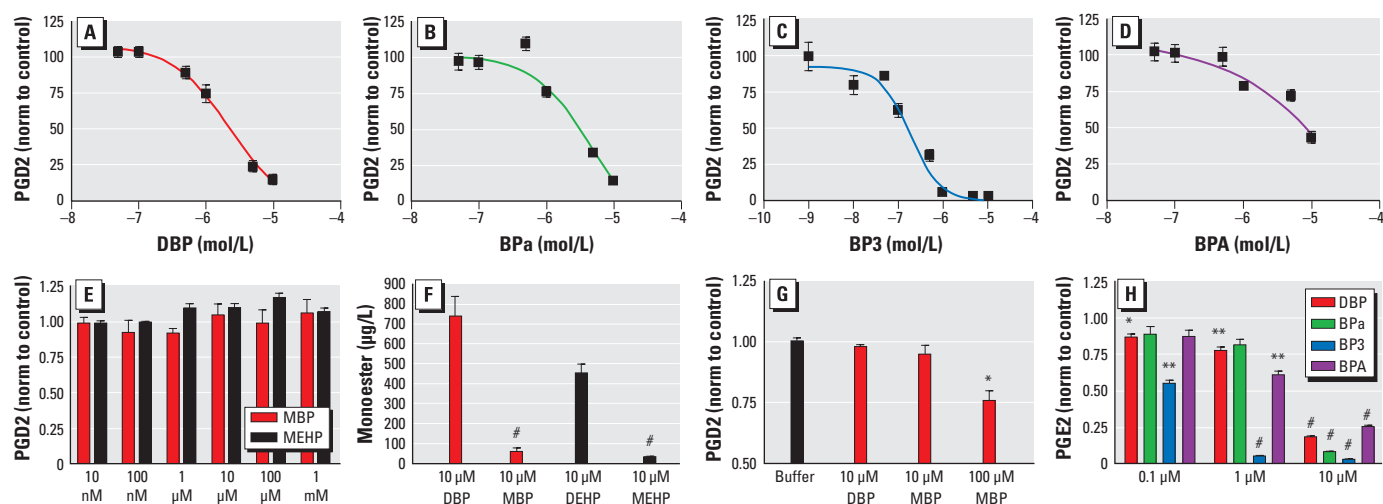 A
PGD2 (norm to control)
125
100
75
50
25
0
–8
–7
–6
–5
–4
DBP (mol/L)
B
PGD2 (norm to control)
125
100
75
50
25
0
–8
–7
–6
–5
–4
BPa (mol/L)
C
PGD2 (norm to control)
125
100
75
50
25
0
–10
–9
–8
–7
–6
–5
–4
BP3 (mol/L)
D
PGD2 (norm to control)
125
100
75
50
25
0
–8
–7
–6
–5
–4
BPA (mol/L)
E
PGD2 (norm to control)
1.25
1.00
0.75
0.50
0.25
0
MBP
MEHP
10 nM
100 nM
1 µM
10 µM
100 µM
1 mM
F
Monoester (µg/L)
900
800
700
600
500
400
300
200
100
0
#
#
10 µM DBP
10 µM MBP
10 µM DEHP
10 µM MEHP
G
PGD2 (norm to control)
1.25
1.00
0.75
0.50
*
Buffer
10 µM DBP
10 µM MBP
100 µM MBP
H
PGE2 (norm to control)
1.25
1.00
0.75
0.50
0.25
0
DBP
BPa
BP3
BPA
*
**
**
#
**
#
#
#
#
0.1 µM
1 µM
10 µM